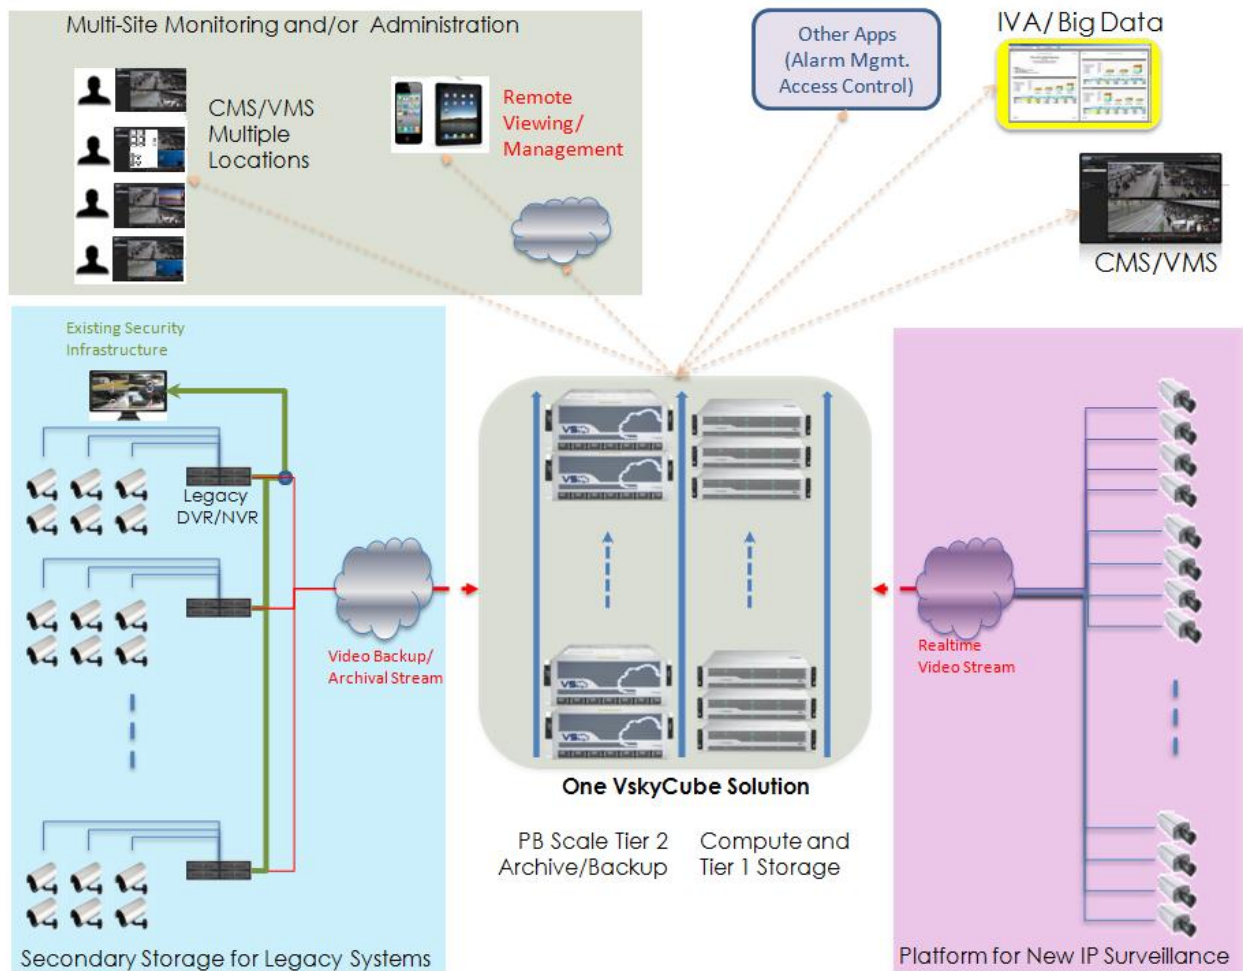 Multi-Site Monitoring and/or Administration
CMS/VMS
Multiple
Locations
Remote
Viewing/
Management
Other Apps
(Alarm Mgmt.
Access Control)
IVA/Big Data
CMS/VMS
Existing Security
Infrastructure
Legacy
DVR/NVR
Video Backup/
Archival Stream
Realtime
Video Stream
One VskyCube Solution
PB Scale Tier 2
Archive/Backup
Compute and
Tier 1 Storage
Secondary Storage for Legacy Systems
Platform for New IP Surveillance